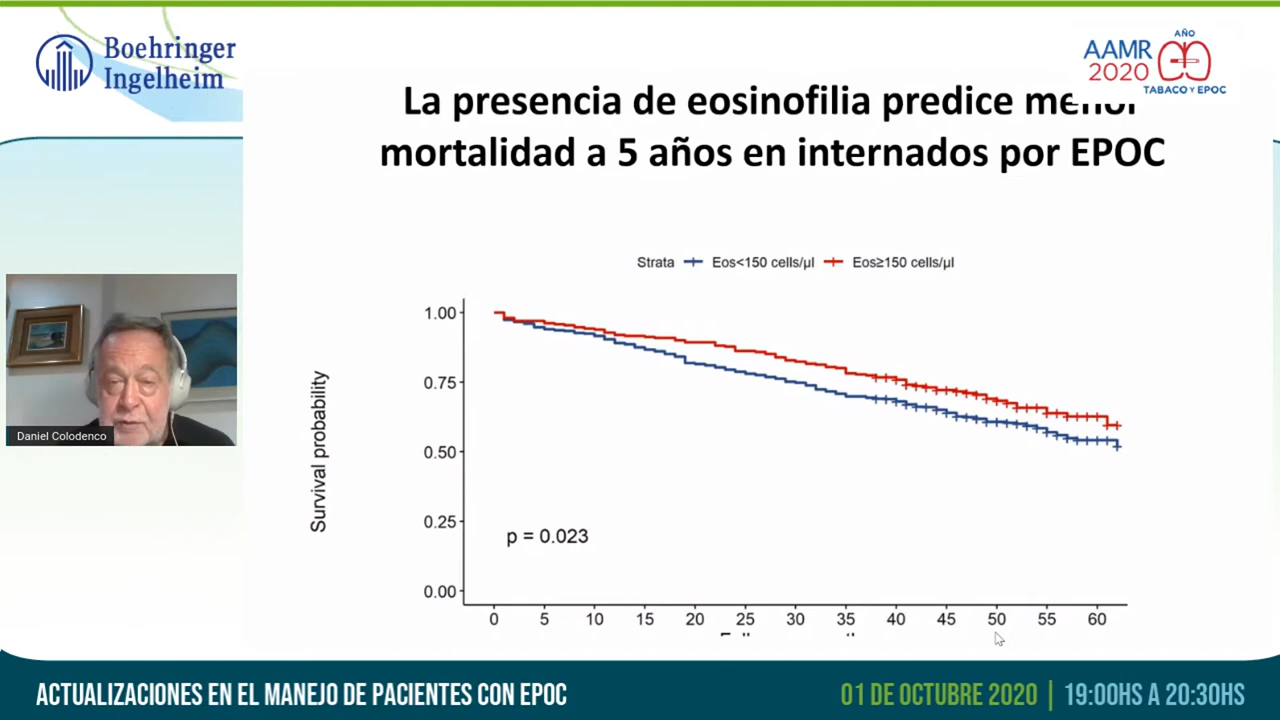 Boehringer
Ingelheim
AAMR
2020
AÑO
TABACO Y EPOC
La presencia de eosinofilia predice menor
mortalidad a 5 años en internados por EPOC
Strata Eos<150 cells/µl Eos≥150 cells/µl
Survival probability
1.00
0.75
0.50
0.25
0.00
p = 0.023
0 5 10 15 20 25 30 35 40 45 50 55 60
Daniel Colodenco
ACTUALIZACIONES EN EL MANEJO DE PACIENTES CON EPOC
01 DE OCTUBRE 2020 | 19:00HS A 20:30HS